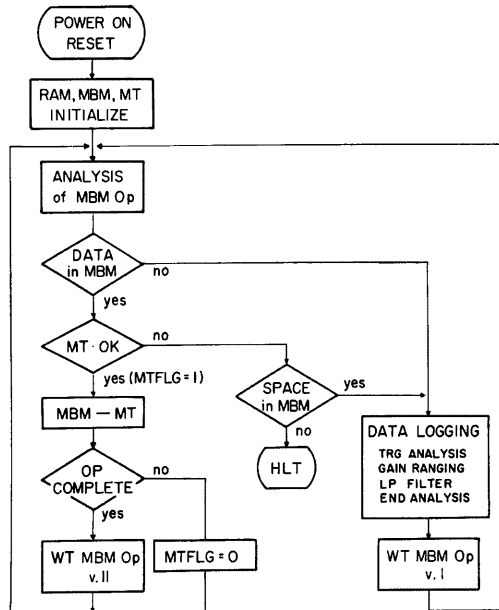 POWER ON
RESET
RAM, MBM, MT
INITIALIZE
ANALYSIS
of MBM Op
DATA
in MBM
no
yes
MT · OK
no
yes (MTFLG = 1)
SPACE
in MBM
yes
no
HLT
MBM — MT
OP
COMPLETE
no
yes
DATA LOGGING
TRG ANALYSIS
GAIN RANGING
LP FILTER
END ANALYSIS
WT MBM Op
v. II
MTFLG = 0
WT MBM Op
v. I